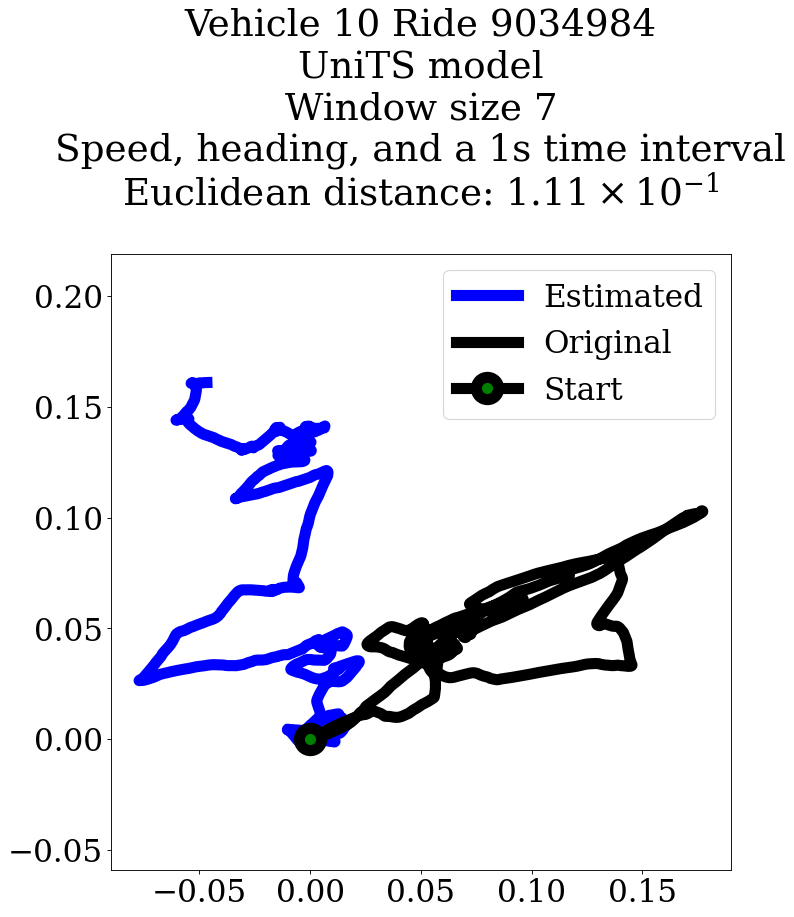 Vehicle 10 Ride 9034984
UniTS model
Window size 7
Speed, heading, and a 1s time interval
Euclidean distance: 1.11 × 10⁻¹
Estimated
Original
Start
0.20
0.15
0.10
0.05
0.00
−0.05
−0.05 0.00 0.05 0.10 0.15